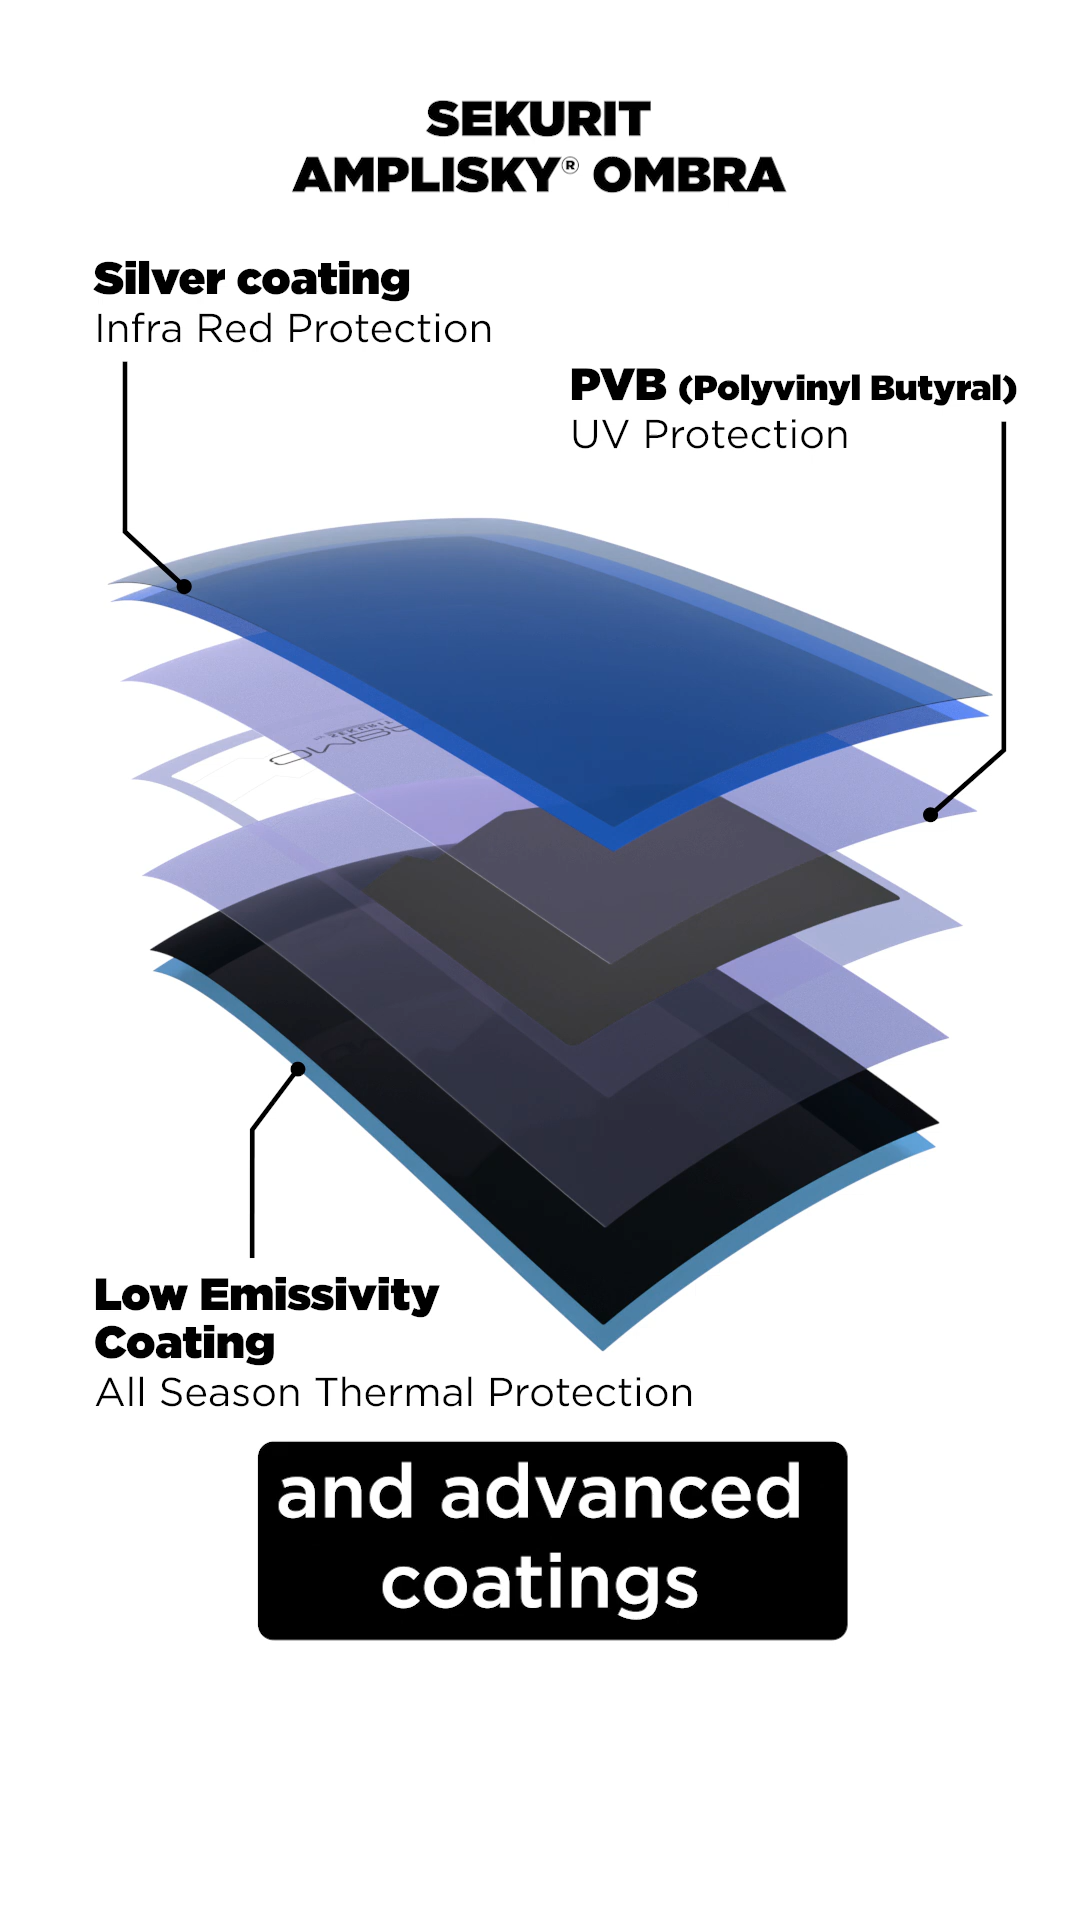 SEKURIT
AMPLISKY® OMBRA
Silver coating
Infra Red Protection
PVB (Polyvinyl Butyral)
UV Protection
Low Emissivity
Coating
All Season Thermal Protection
and advanced
coatings